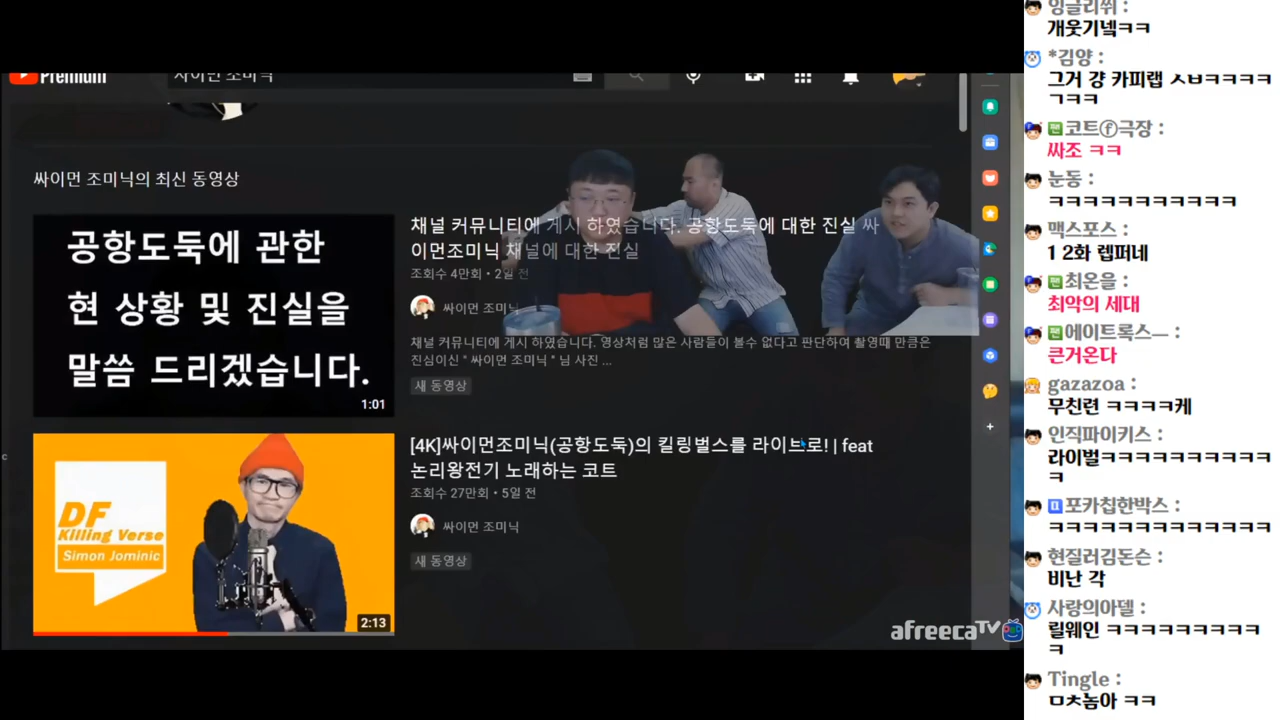 Premium
싸이먼 조미닉
싸이먼 조미닉의 최신 동영상
공항도둑에 관한
현 상황 및 진실을
말씀 드리겠습니다.
1:01
채널 커뮤니티에 게시 하였습니다. 공항도둑에 대한 진실 싸
이먼조미닉 채널에 대한 진실
조회수 4만회 • 2일 전
싸이먼 조미닉
채널 커뮤니티에 게시 하였습니다. 영상처럼 많은 사람들이 볼수 없다고 판단하여 촬영때 만큼은
진심이신 " 싸이먼 조미닉 " 님 사진 ...
새 동영상
DF
Killing Verse
Simon Jominic
2:13
[4K]싸이먼조미닉(공항도둑)의 킬링벌스를 라이브로! | feat
논리왕전기 노래하는 코트
조회수 27만회 • 5일 전
싸이먼 조미닉
새 동영상
afreecaTV
잉글리쉬 :
개웃기넼ㅋㅋ
*김양 :
그거 걍 카피랩 ㅅㅂㅋㅋㅋㅋ
ㄱㅋㅋ
코트ⓕ극장 :
싸조 ㅋㅋ
눈동 :
ㅋㅋㅋㅋㅋㅋㅋㅋㅋㅋㅋ
맥스포스 :
1 2화 렙퍼네
최온을 :
최악의 세대
에이트록스— :
큰거온다
gazazoa :
무친련 ㅋㅋㅋㅋ케
인직파이키스 :
라이벌ㅋㅋㅋㅋㅋㅋㅋㅋㅋㅋ
ㅋ
포카칩한박스 :
ㅋㅋㅋㅋㅋㅋㅋㅋㅋㅋㅋㅋㅋ
현질러김돈슨 :
비난 각
사랑의아델 :
릴웨인 ㅋㅋㅋㅋㅋㅋㅋㅋㅋ
ㅋ
Tingle :
ㅁㅊ놈아 ㅋㅋ